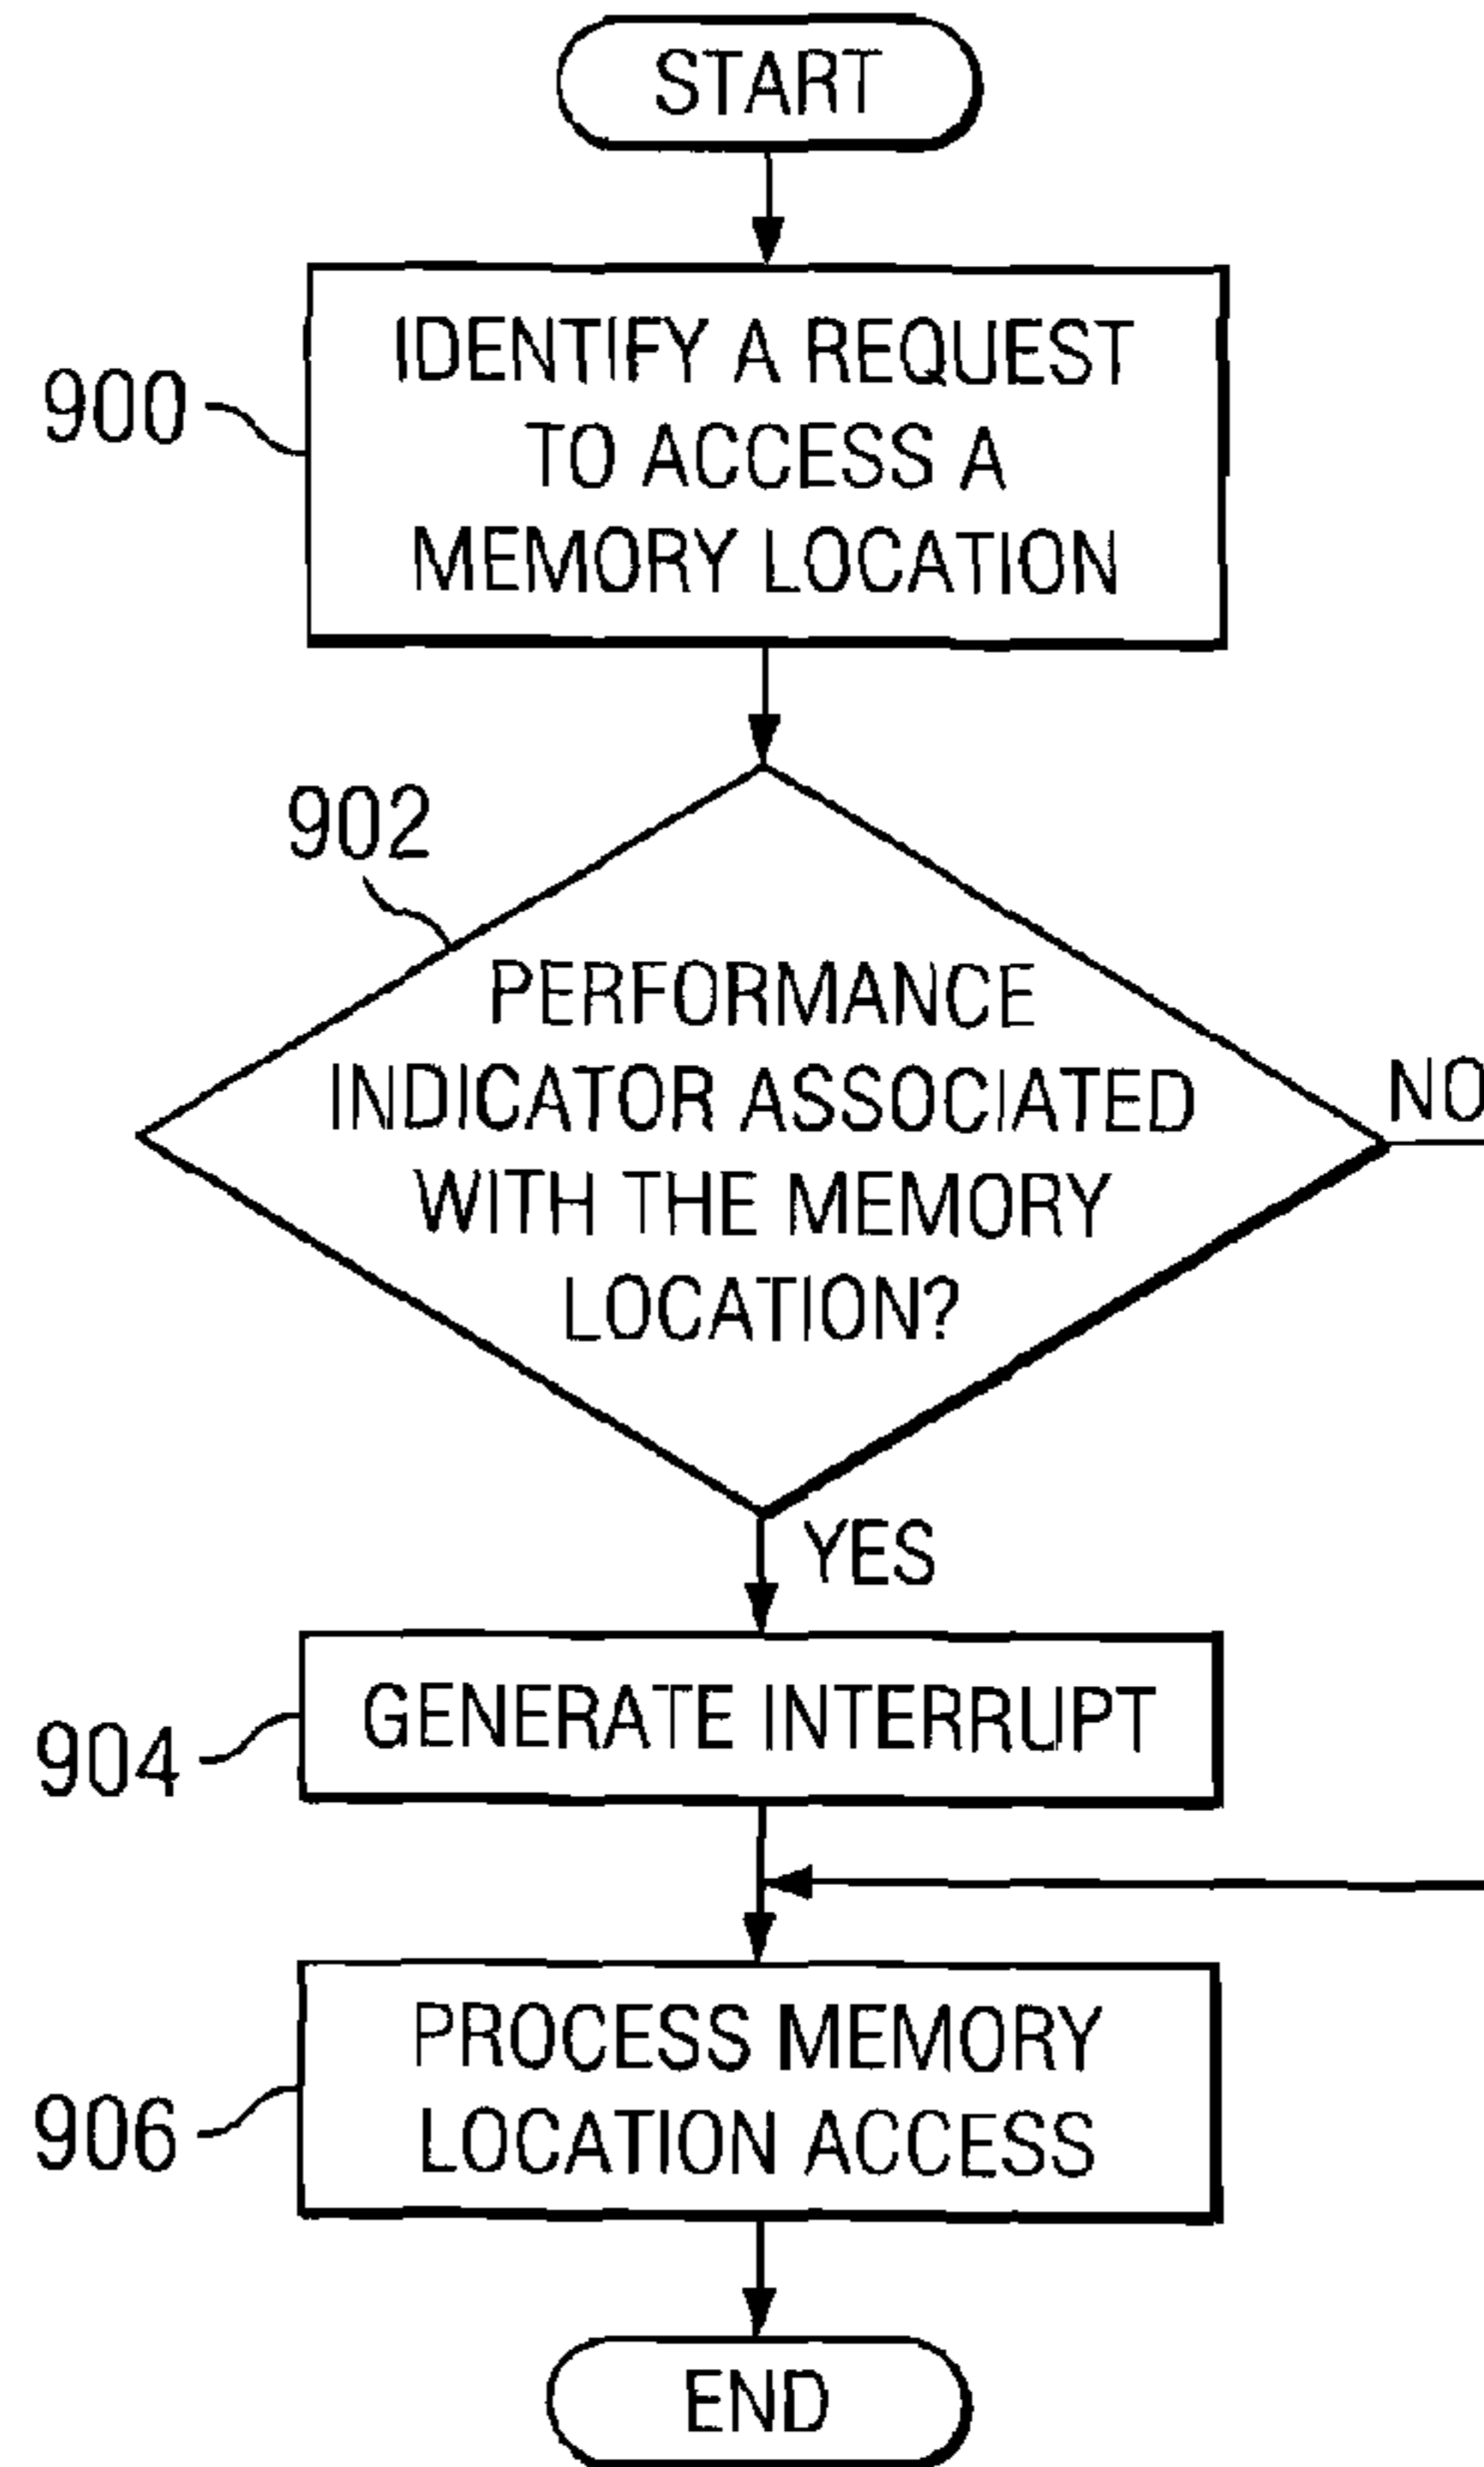 START
900
IDENTIFY A REQUEST
TO ACCESS A
MEMORY LOCATION
902
PERFORMANCE
INDICATOR ASSOCIATED
WITH THE MEMORY
LOCATION?
NO
YES
904
GENERATE INTERRUPT
906
PROCESS MEMORY
LOCATION ACCESS
END